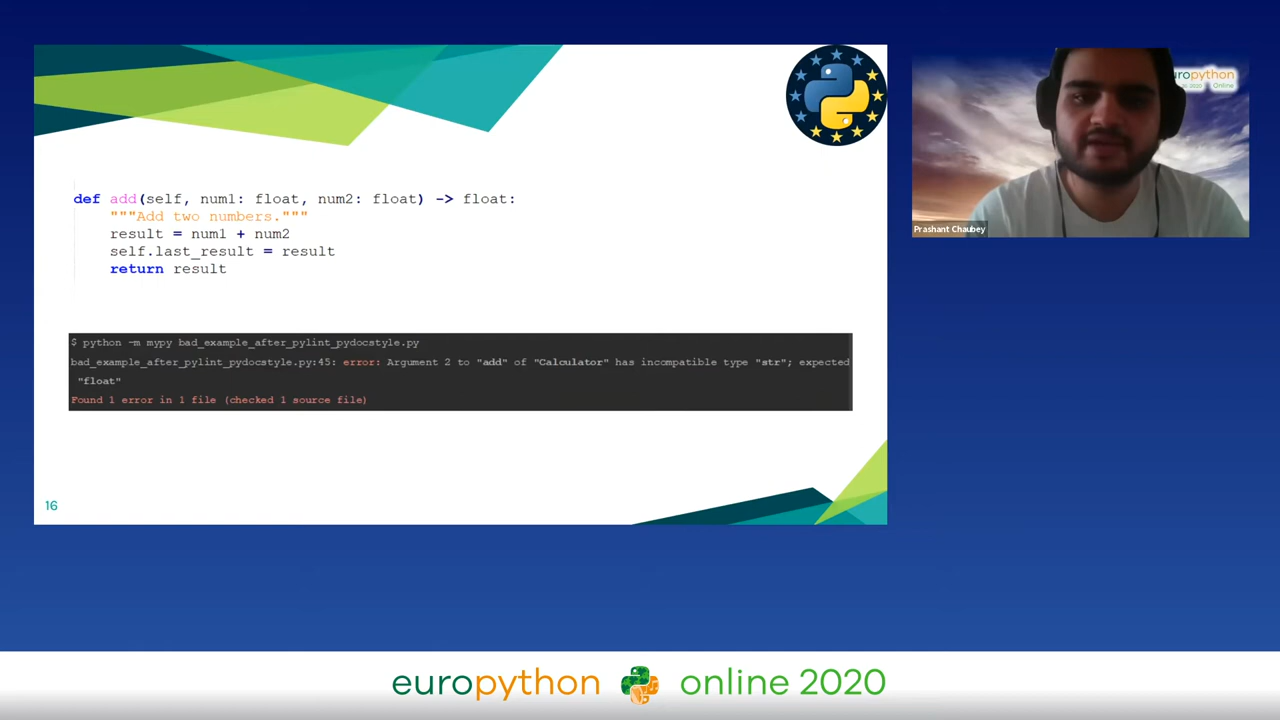 def add(self, num1: float, num2: float) -> float:
"""Add two numbers."""
result = num1 + num2
self.last_result = result
return result
$ python -m mypy bad_example_after_pylint_pydocstyle.py
bad_example_after_pylint_pydocstyle.py:45: error: Argument 2 to "add" of "Calculator" has incompatible type "str"; expected
"float"
Found 1 error in 1 file (checked 1 source file)
16
europython
Online
Prashant Chaubey
europython online 2020